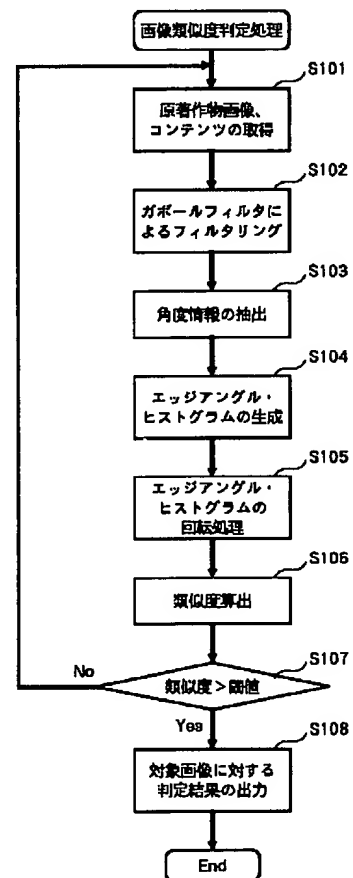 画像類似度判定処理
S101
原著作物画像、
コンテンツの取得
S102
ガボールフィルタに
よるフィルタリング
S103
角度情報の抽出
S104
エッジアングル・
ヒストグラムの生成
S105
エッジアングル・
ヒストグラムの
回転処理
S106
類似度算出
S107
No
類似度>閾値
Yes
S108
対象画像に対する
判定結果の出力
End